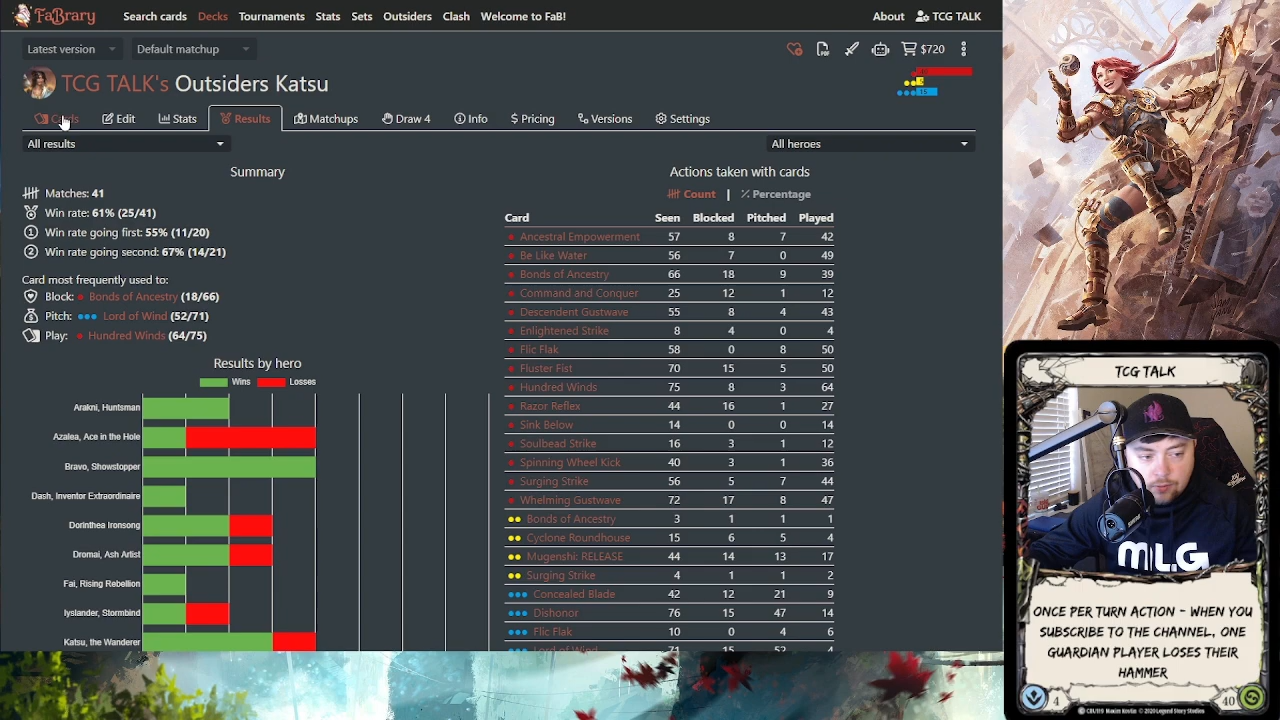 FaBrary Search cards Decks Tournaments Stats Sets Outsiders Clash Welcome to FaB! About TCG TALK
Latest version Default matchup $720
TCG TALK's Outsiders Katsu
Edit Stats Results Matchups Draw 4 Info Pricing Versions Settings
All results All heroes
Summary
Matches: 41
Win rate: 61% (25/41)
Win rate going first: 55% (11/20)
Win rate going second: 67% (14/21)
Card most frequently used to:
Block: Bonds of Ancestry (18/66)
Pitch: Lord of Wind (52/71)
Play: Hundred Winds (64/75)
Results by hero
Wins Losses
Arakni, Huntsman
Azalea, Ace in the Hole
Bravo, Showstopper
Dash, Inventor Extraordinaire
Dorinthea Ironsong
Dromai, Ash Artist
Fai, Rising Rebellion
Iyslander, Stormbind
Katsu, the Wanderer
Actions taken with cards
Count | % Percentage
Card Seen Blocked Pitched Played
Ancestral Empowerment 57 8 7 42
Be Like Water 56 7 0 49
Bonds of Ancestry 66 18 9 39
Command and Conquer 25 12 1 12
Descendent Gustwave 55 8 4 43
Enlightened Strike 8 4 0 4
Flic Flak 58 0 8 50
Fluster Fist 70 15 5 50
Hundred Winds 75 8 3 64
Razor Reflex 44 16 1 27
Sink Below 14 0 0 14
Soulbead Strike 16 3 1 12
Spinning Wheel Kick 40 3 1 36
Surging Strike 56 5 7 44
Whelming Gustwave 72 17 8 47
Bonds of Ancestry 3 1 1 1
Cyclone Roundhouse 15 6 5 4
Mugenshi: RELEASE 44 14 13 17
Surging Strike 4 1 1 2
Concealed Blade 42 12 21 9
Dishonor 76 15 47 14
Flic Flak 10 0 4 6
Lord of Wind 71 15 52 4
TCG TALK
MLG
ONCE PER TURN ACTION - WHEN YOU
SUBSCRIBE TO THE CHANNEL, ONE
GUARDIAN PLAYER LOSES THEIR
HAMMER
4 40